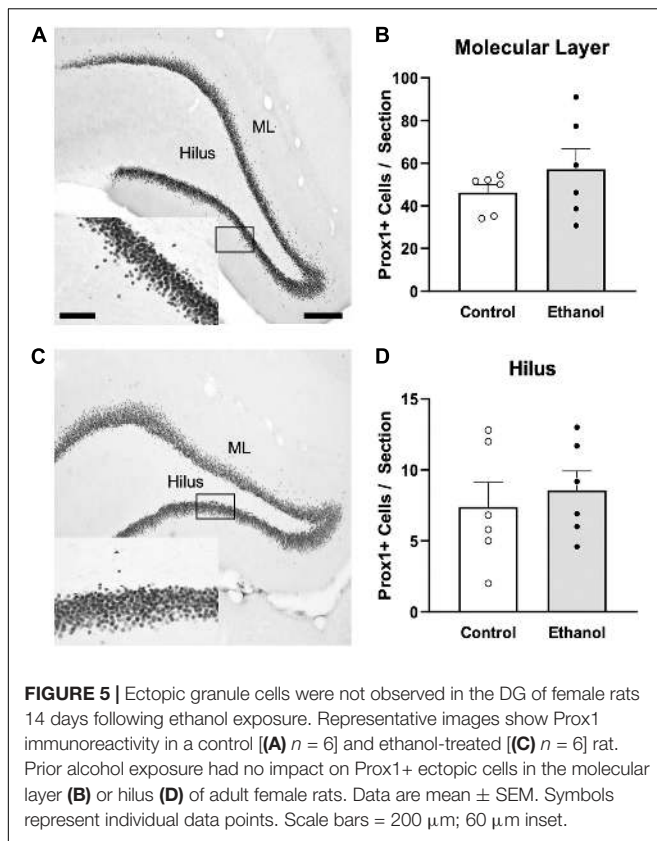 A
ML
Hilus
B
Molecular Layer
Prox1+ Cells / Section
100
80
60
40
20
0
Control Ethanol
C
ML
Hilus
D
Hilus
Prox1+ Cells / Section
15
10
5
0
Control Ethanol
FIGURE 5 | Ectopic granule cells were not observed in the DG of female rats
14 days following ethanol exposure. Representative images show Prox1
immunoreactivity in a control [(A) n = 6] and ethanol-treated [(C) n = 6] rat.
Prior alcohol exposure had no impact on Prox1+ ectopic cells in the molecular
layer (B) or hilus (D) of adult female rats. Data are mean ± SEM. Symbols
represent individual data points. Scale bars = 200 μm; 60 μm inset.